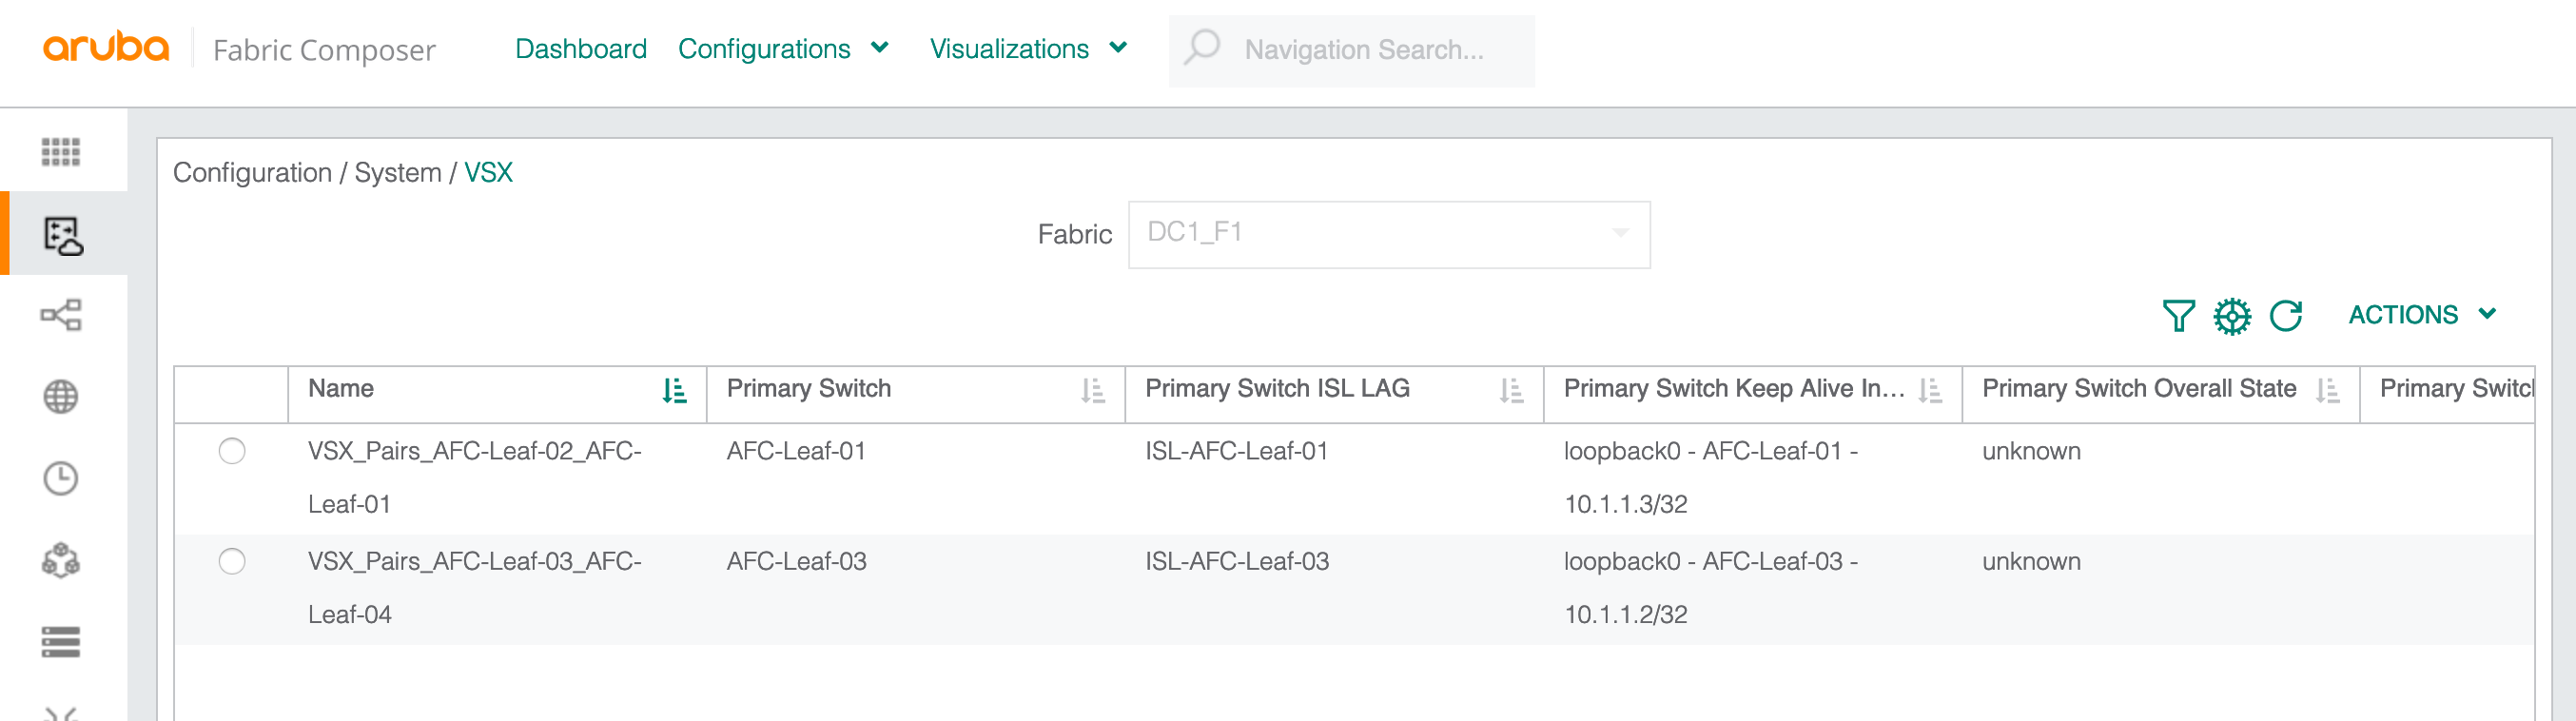 aruba Fabric Composer Dashboard Configurations Visualizations Navigation Search...
Configuration / System / VSX
Fabric DC1_F1
ACTIONS
Name Primary Switch Primary Switch ISL LAG Primary Switch Keep Alive In... Primary Switch Overall State Primary Switc
VSX_Pairs_AFC-Leaf-02_AFC- AFC-Leaf-01 ISL-AFC-Leaf-01 loopback0 - AFC-Leaf-01 - unknown
Leaf-01 10.1.1.3/32
VSX_Pairs_AFC-Leaf-03_AFC- AFC-Leaf-03 ISL-AFC-Leaf-03 loopback0 - AFC-Leaf-03 - unknown
Leaf-04 10.1.1.2/32